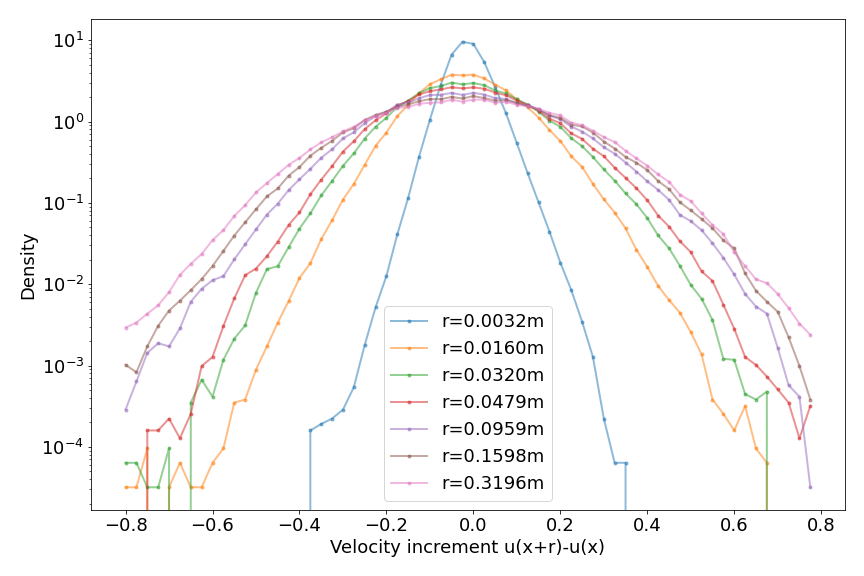 10¹
10⁰
10⁻¹
10⁻²
10⁻³
10⁻⁴
Density
r=0.0032m
r=0.0160m
r=0.0320m
r=0.0479m
r=0.0959m
r=0.1598m
r=0.3196m
−0.8 −0.6 −0.4 −0.2 0.0 0.2 0.4 0.6 0.8
Velocity increment u(x+r)-u(x)